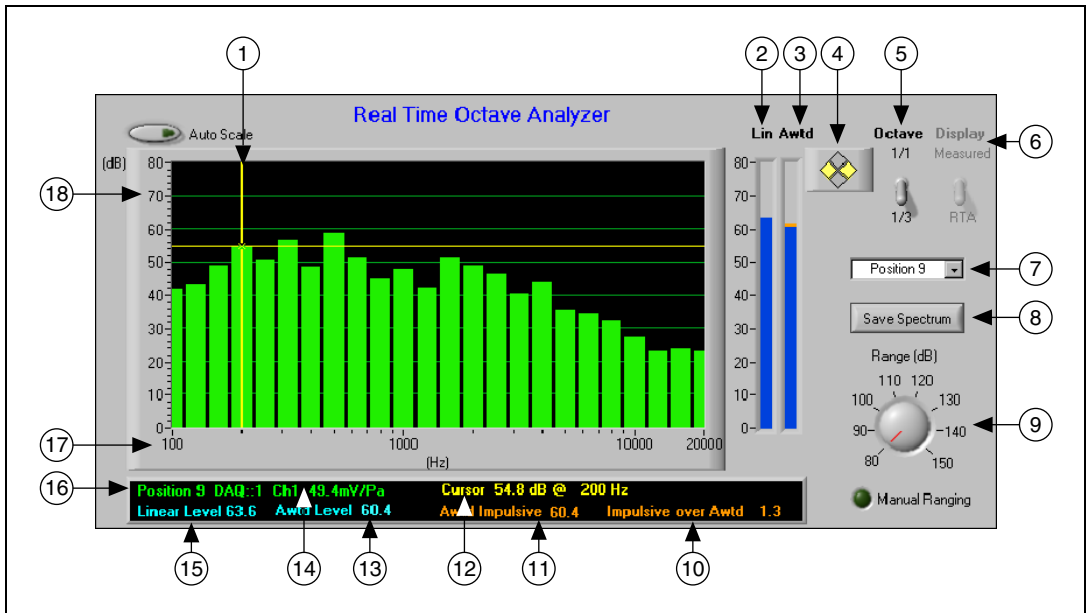 1 2 3 4 5
Real Time Octave Analyzer
Auto Scale
Lin Awtd Octave Display
1/1 Measured
6
1/3 RTA
(dB)
80
70
60
50
40
30
20
10
0
100 1000 10000 20000
(Hz)
80
70
60
50
40
30
20
10
0
18
17
16
Position 9
7
Save Spectrum
8
Range (dB)
80 90 100 110 120 130 140 150
9
Manual Ranging
Position 9 DAQ::1 Ch1 49.4mV/Pa Cursor 54.8 dB @ 200 Hz
Linear Level 63.6 Awtd Level 60.4 Awtd Impulsive 60.4 Impulsive over Awtd 1.3
15 14 13 12 11 10